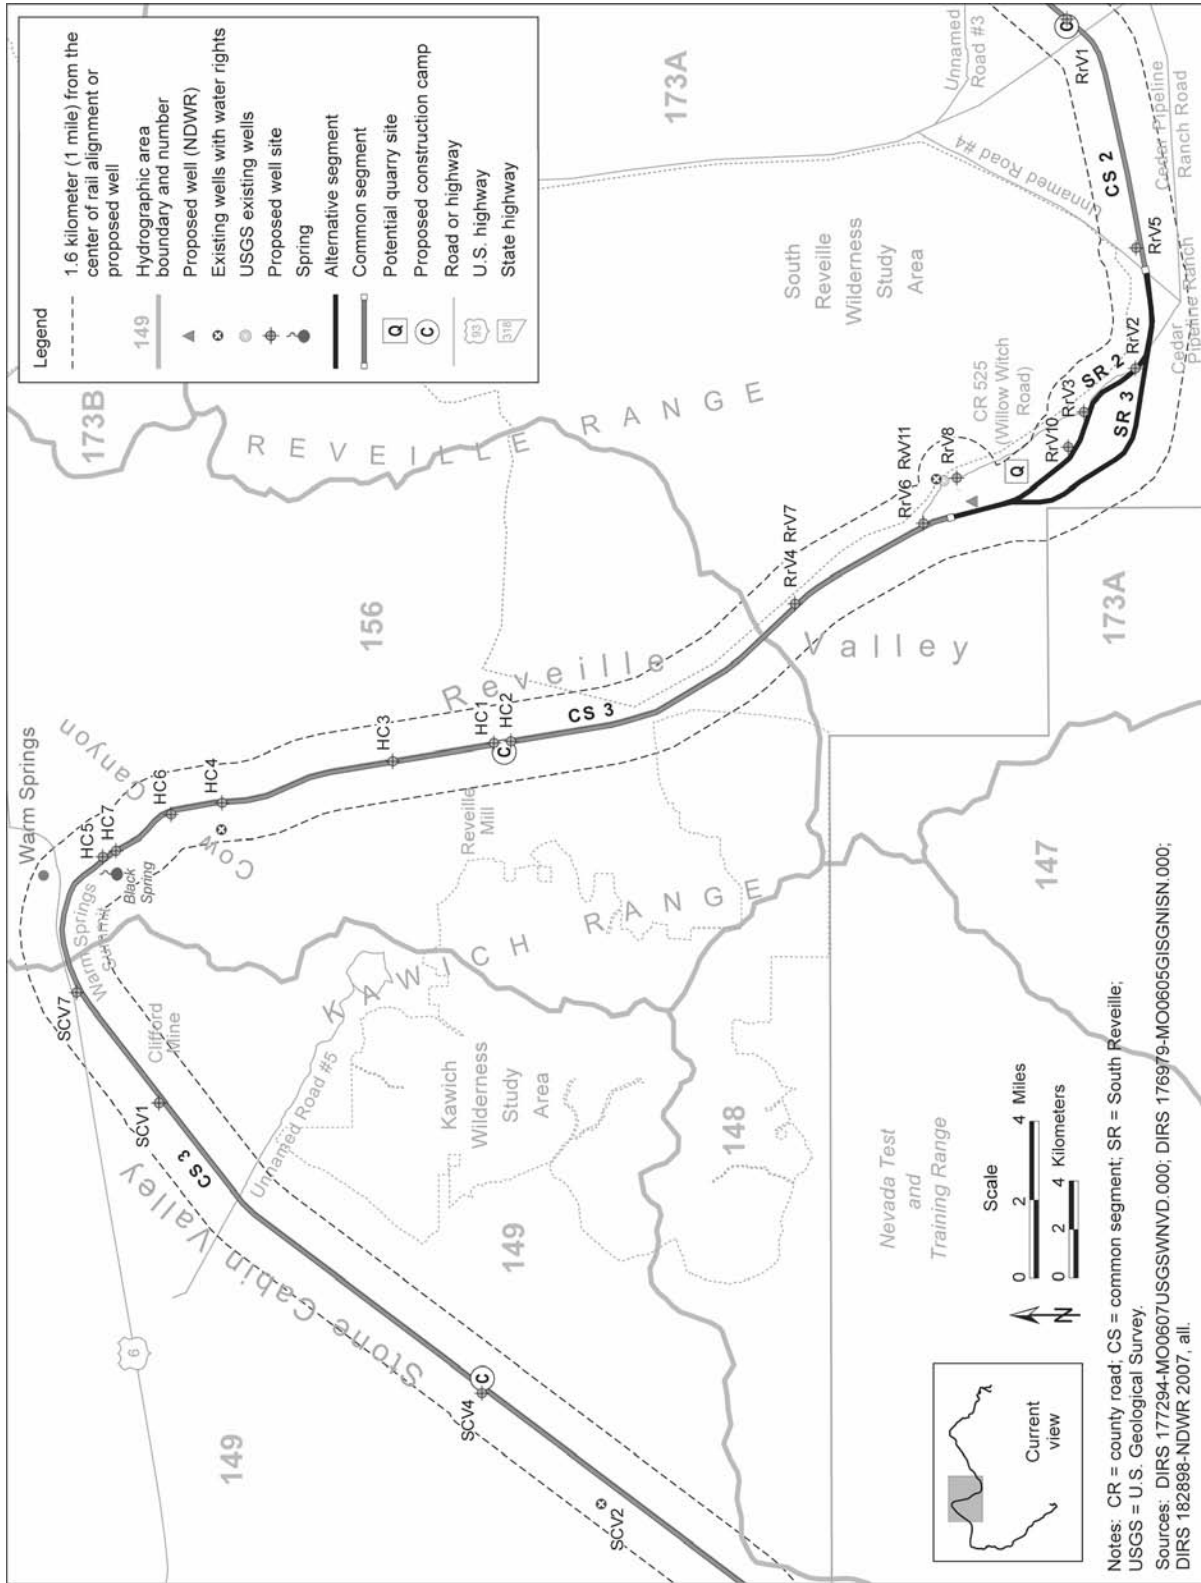 Legend
1.6 kilometer (1 mile) from the
center of rail alignment or
proposed well
149
Hydrographic area
boundary and number
Proposed well (NDWR)
Existing wells with water rights
USGS existing wells
Proposed well site
Spring
Alternative segment
Common segment
Q
Potential quarry site
C
Proposed construction camp
Road or highway
93
U.S. highway
318
State highway
Warm Springs
Cow Canyon
HC5
HC7
HC6
HC4
Black
Spring
Warm Springs
Summit
SCV7
Clifford
Mine
SCV1
CS 3
Stone Cabin Valley
Unnamed Road #5
6
149
SCV4
C
SCV2
149
KAWICH RANGE
Kawich
Wilderness
Study
Area
148
Reveille
Mill
HC3
HC1
HC2
C
CS 3
156
173B
REVEILLE RANGE
Reveille
Valley
RrV4 RrV7
RrV6
RwV11
RrV8
Q
CR 525
(Willow Witch
Road)
RrV10
RrV3
SR 2
SR 3
RrV2
Cedar
Pipeline Ranch
RrV5
CS 2
South
Reveille
Wilderness
Study
Area
173A
Unnamed
Road #3
Unnamed Road #4
C
RrV1
Cedar Pipeline
Ranch Road
173A
147
Nevada Test
and
Training Range
Scale
0 2 4 Miles
0 2 4 Kilometers
N
Current
view
Notes: CR = county road; CS = common segment; SR = South Reveille;
USGS = U.S. Geological Survey.
Sources: DIRS 177294-MO0607USGSWNVD.000; DIRS 176979-MO0605GISGNISN.000;
DIRS 182898-NDWR 2007, all.